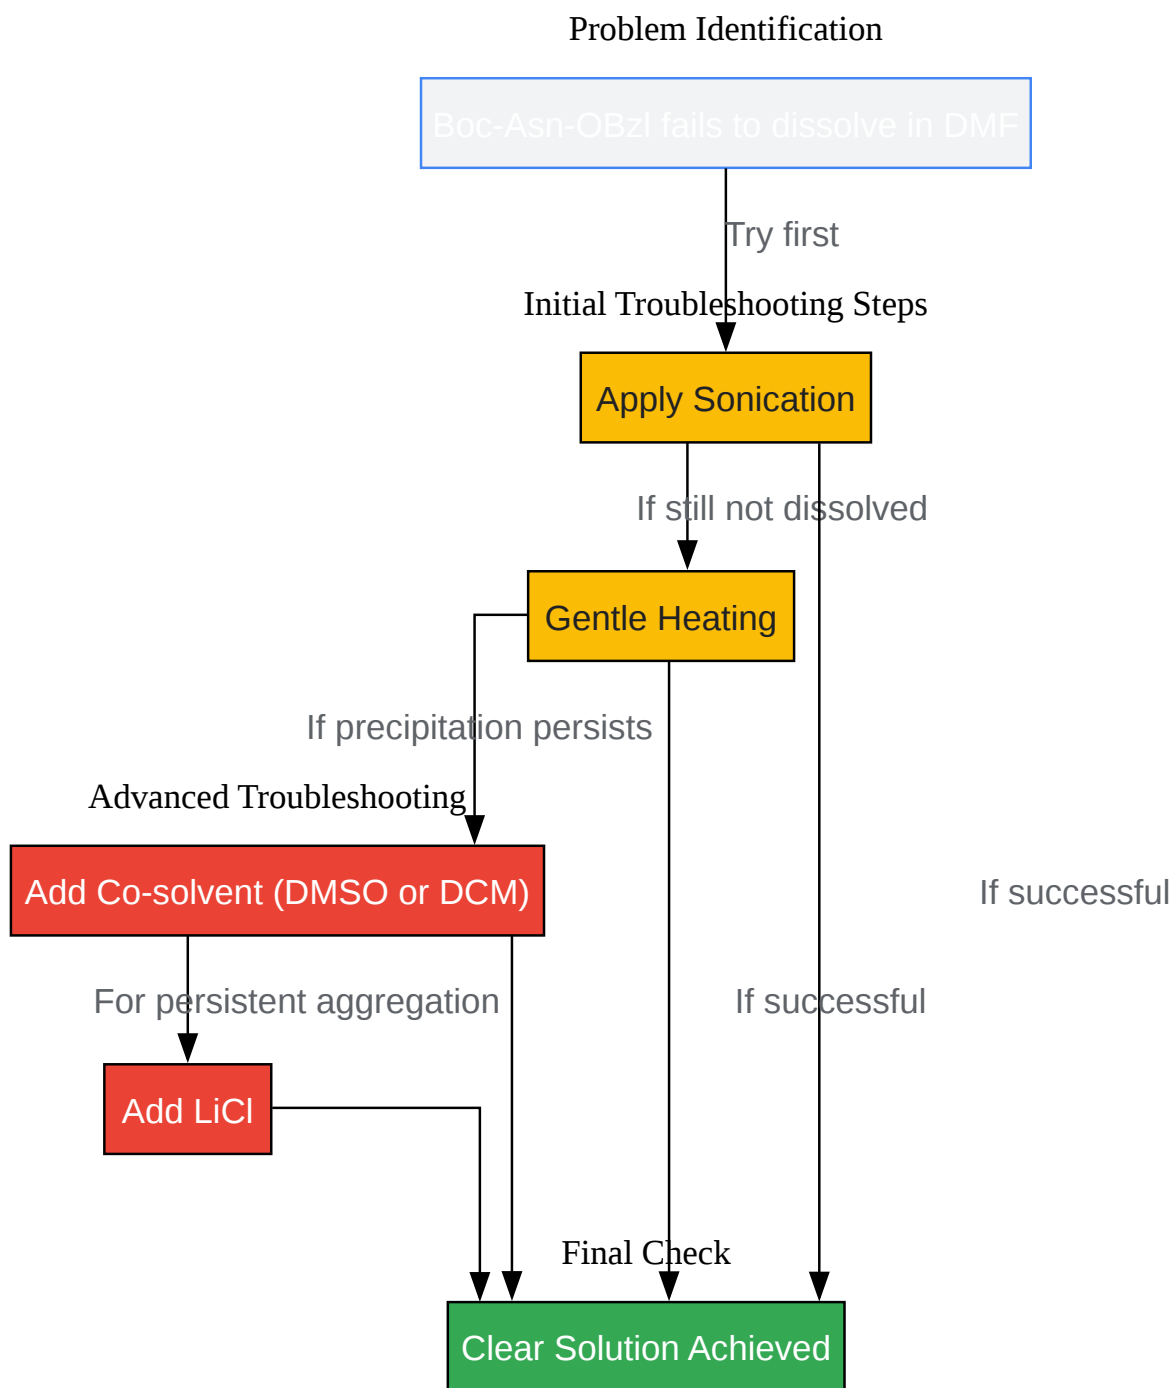 Problem Identification
Boc-Asn-OBzl fails to dissolve in DMF
Try first
Initial Troubleshooting Steps
Apply Sonication
If still not dissolved
Gentle Heating
If precipitation persists
Advanced Troubleshooting
Add Co-solvent (DMSO or DCM)
If successful
For persistent aggregation
If successful
Add LiCl
Final Check
Clear Solution Achieved